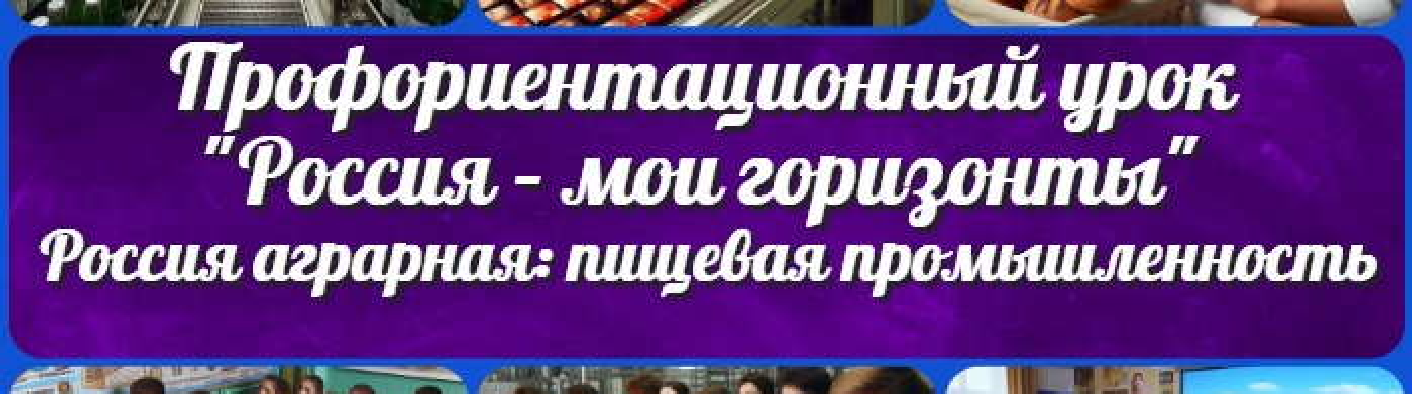 Профориентационный урок
"Россия – мои горизонты"
Россия аграрная: пищевая промышленность